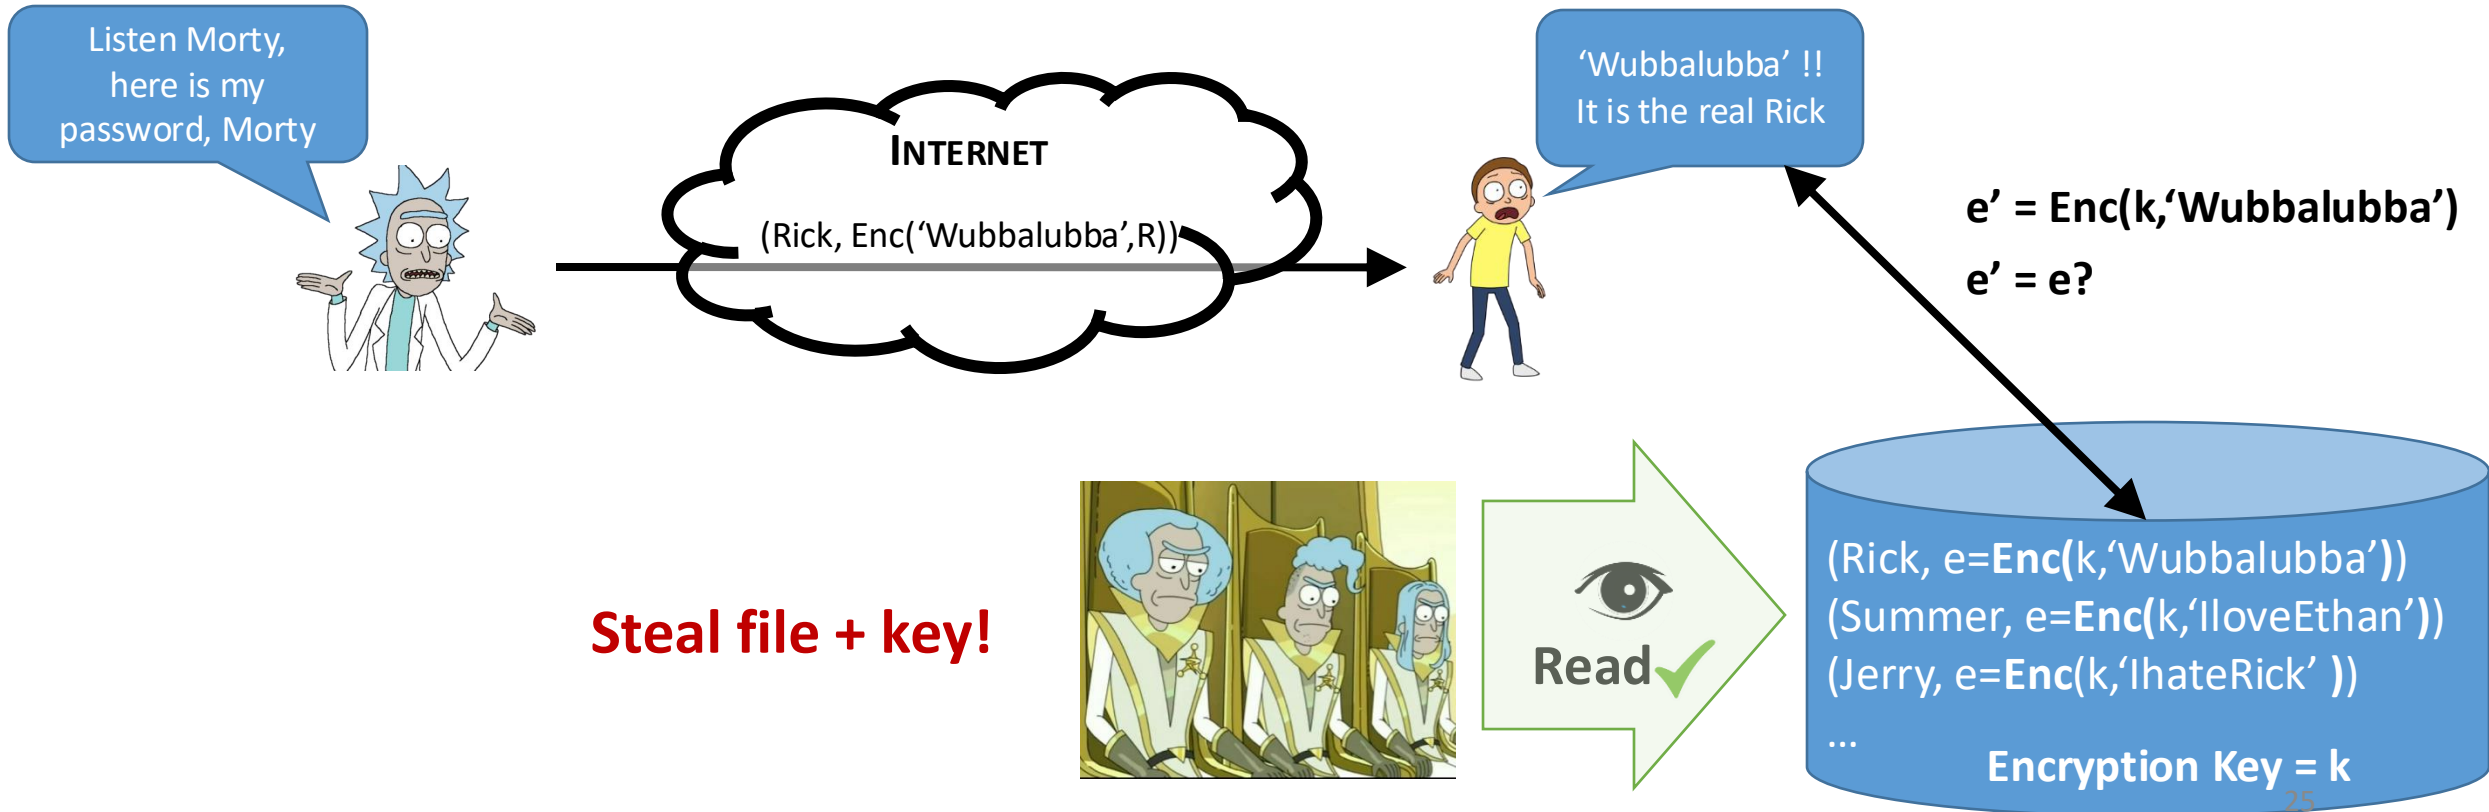 Listen Morty,
here is my
password, Morty
INTERNET
(Rick, Enc(‘Wubbalubba’,R))
‘Wubbalubba’ !!
It is the real Rick
e’ = Enc(k,‘Wubbalubba’)
e’ = e?
Steal file + key!
Read
(Rick, e=Enc(k,‘Wubbalubba’))
(Summer, e=Enc(k,‘IloveEthan’))
(Jerry, e=Enc(k,‘IhateRick’ ))
...
Encryption Key = k
25